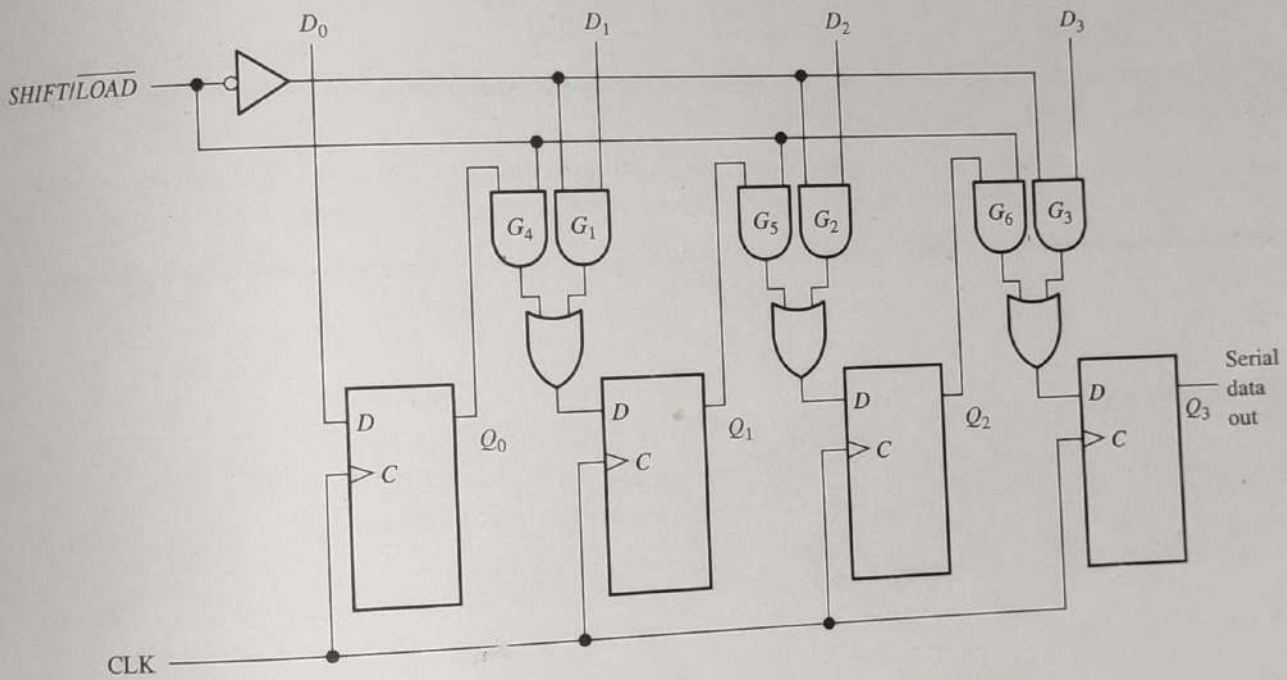 D₀ D₁ D₂ D₃
SHIFT/L̅O̅A̅D̅
G₄ G₁ G₅ G₂ G₆ G₃
D Q₀ D Q₁ D Q₂ D Q₃
C C C C
Serial
data
out
CLK